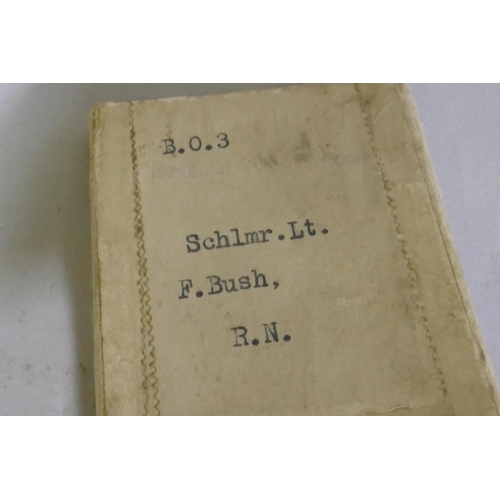 B.O.3
Schlmr.Lt.
F.Bush,
R.N.